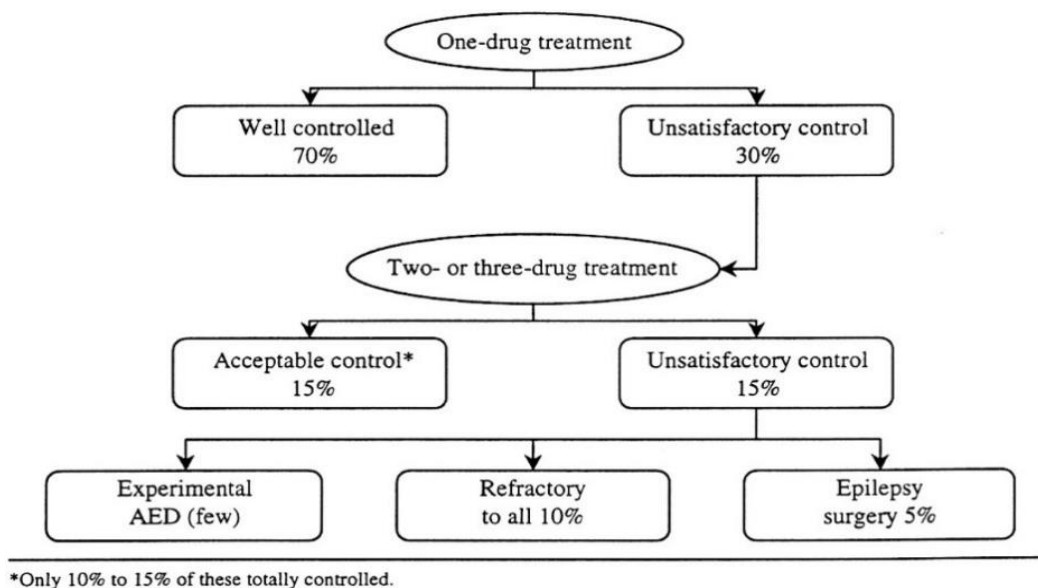 One-drug treatment
Well controlled
70%
Unsatisfactory control
30%
Two- or three-drug treatment
Acceptable control*
15%
Unsatisfactory control
15%
Experimental
AED (few)
Refractory
to all 10%
Epilepsy
surgery 5%
*Only 10% to 15% of these totally controlled.